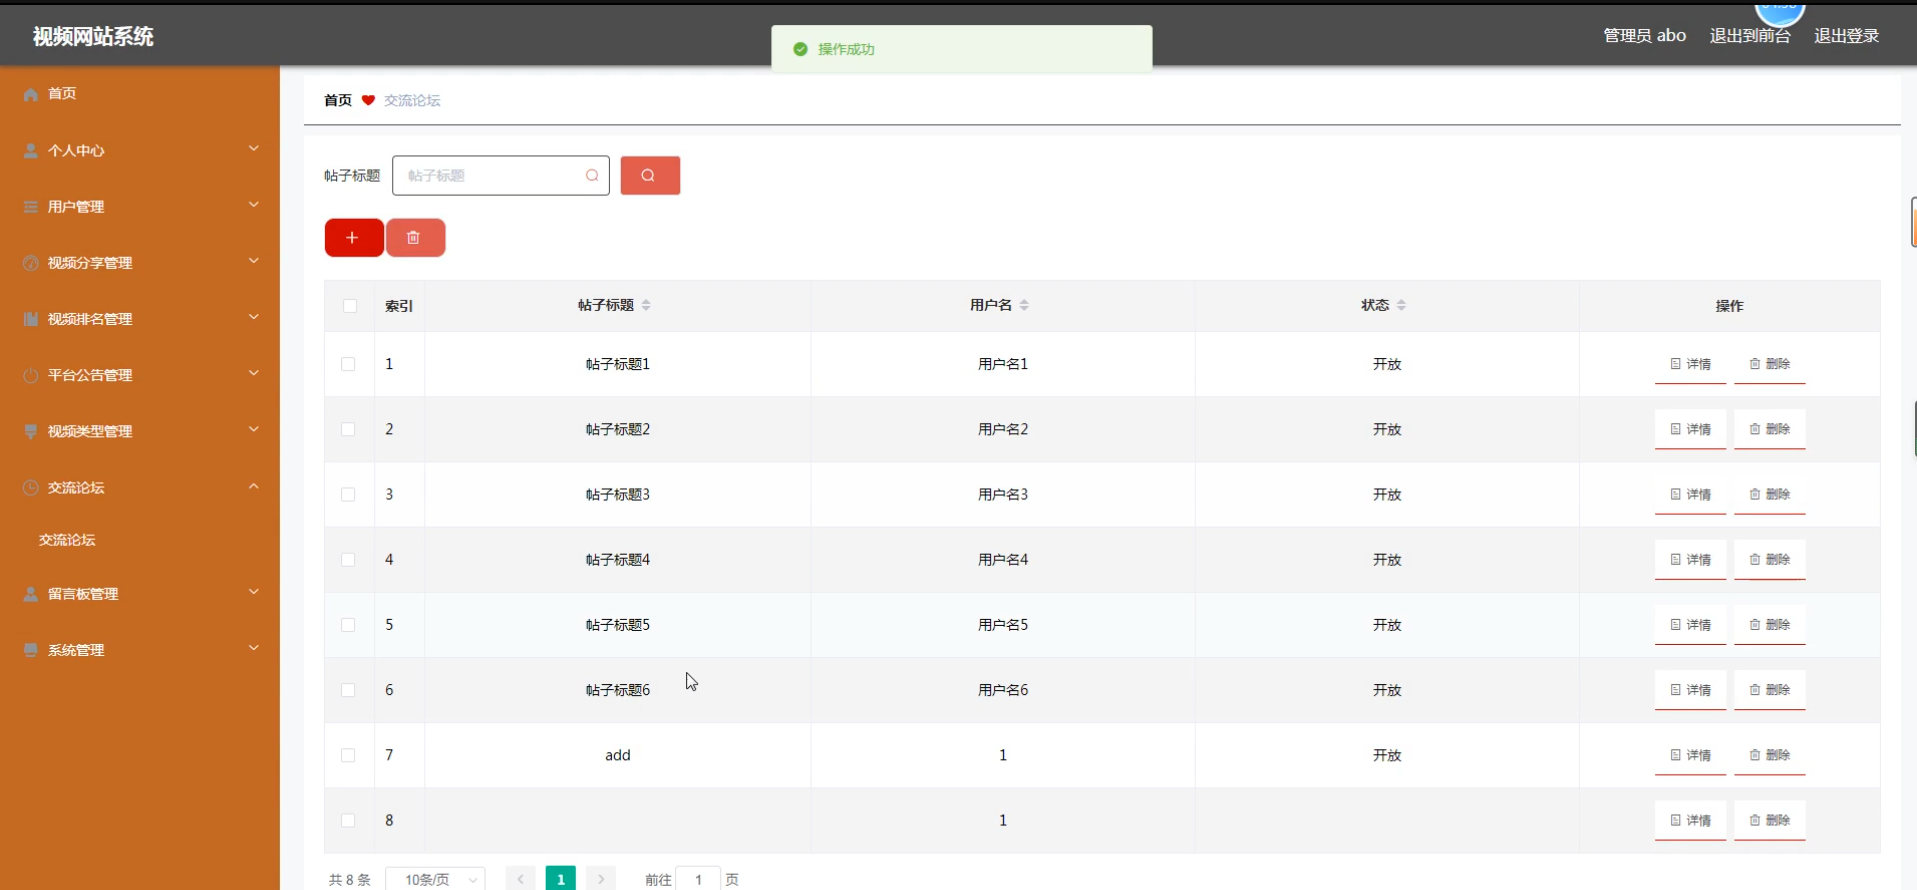 视频网站系统
操作成功
管理员 abo 退出到前台 退出登录
首页
个人中心
用户管理
视频分享管理
视频排名管理
平台公告管理
视频类型管理
交流论坛
交流论坛
留言板管理
系统管理
首页 交流论坛
帖子标题 帖子标题
索引 帖子标题 用户名 状态 操作
1 帖子标题1 用户名1 开放 详情 删除
2 帖子标题2 用户名2 开放 详情 删除
3 帖子标题3 用户名3 开放 详情 删除
4 帖子标题4 用户名4 开放 详情 删除
5 帖子标题5 用户名5 开放 详情 删除
6 帖子标题6 用户名6 开放 详情 删除
7 add 1 开放 详情 删除
8 1 详情 删除
共 8 条 10条/页 1 前往 1 页